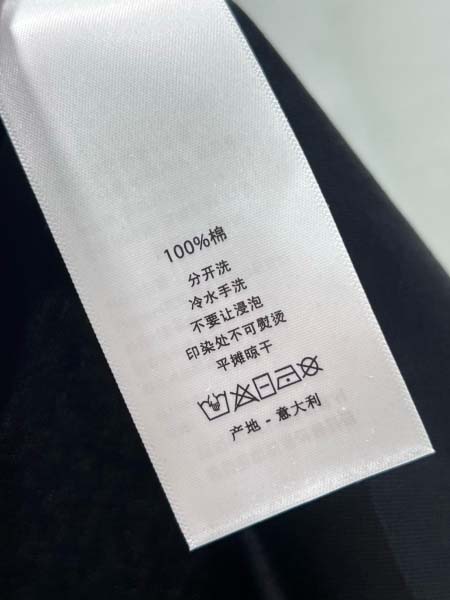 100%棉
分开洗
冷水手洗
不要让浸泡
印染处不可熨烫
平摊晾干
产地 - 意大利